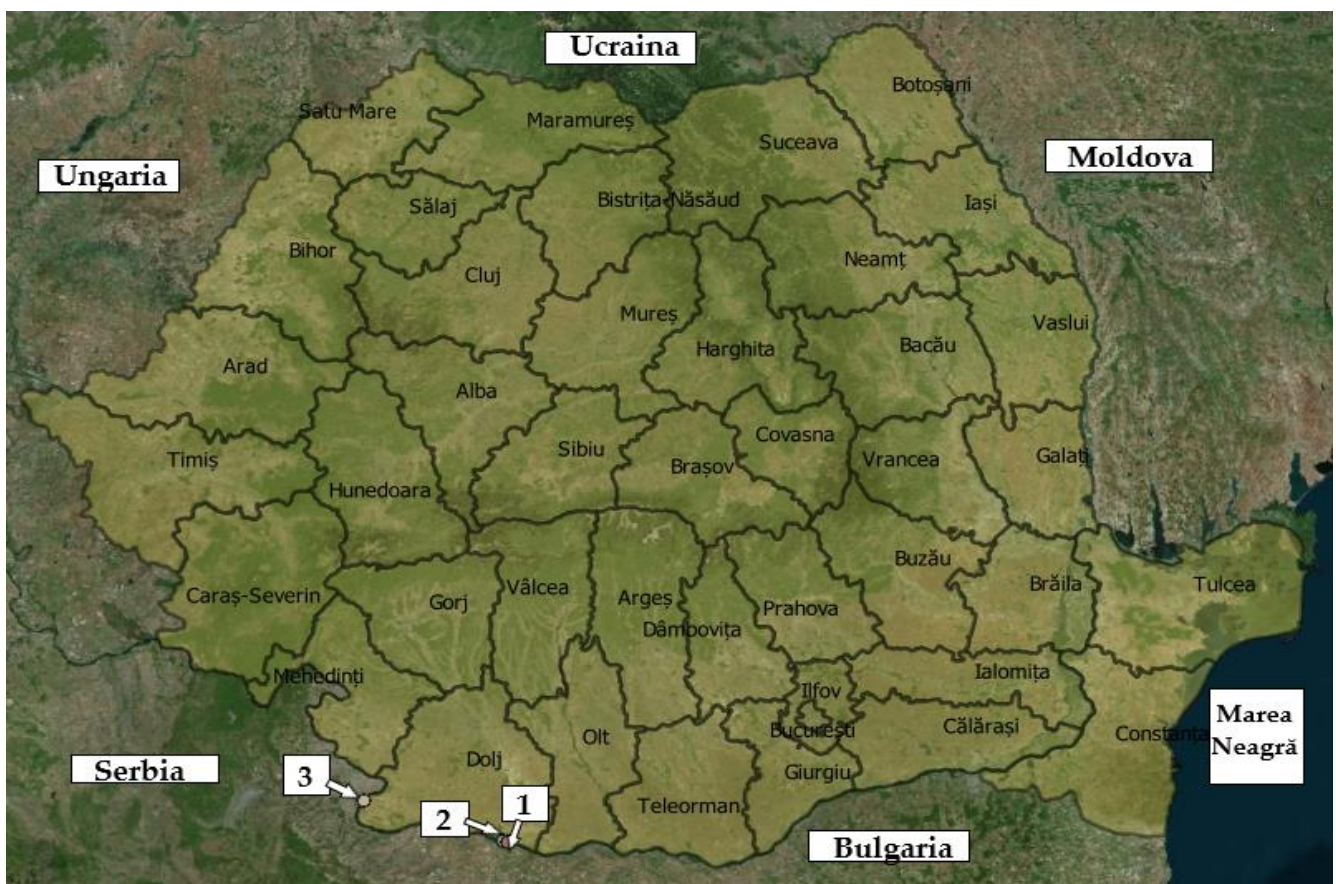 Ucraina
Botoșani
Satu Mare
Maramureș
Suceava
Moldova
Ungaria
Bistrița-Năsăud
Sălaj
Iași
Bihor
Neamț
Cluj
Mureș
Vaslui
Harghita
Bacău
Arad
Alba
Covasna
Sibiu
Brașov
Vrancea
Galați
Timiș
Hunedoara
Buzău
Brăila
Tulcea
Caraș-Severin
Gorj
Vâlcea
Argeș
Prahova
Dâmbovița
Mehedinți
Ialomița
Ilfov
Marea
Neagră
București
Călărași
Constanța
Olt
Dolj
Giurgiu
Serbia
3
Teleorman
1
2
Bulgaria